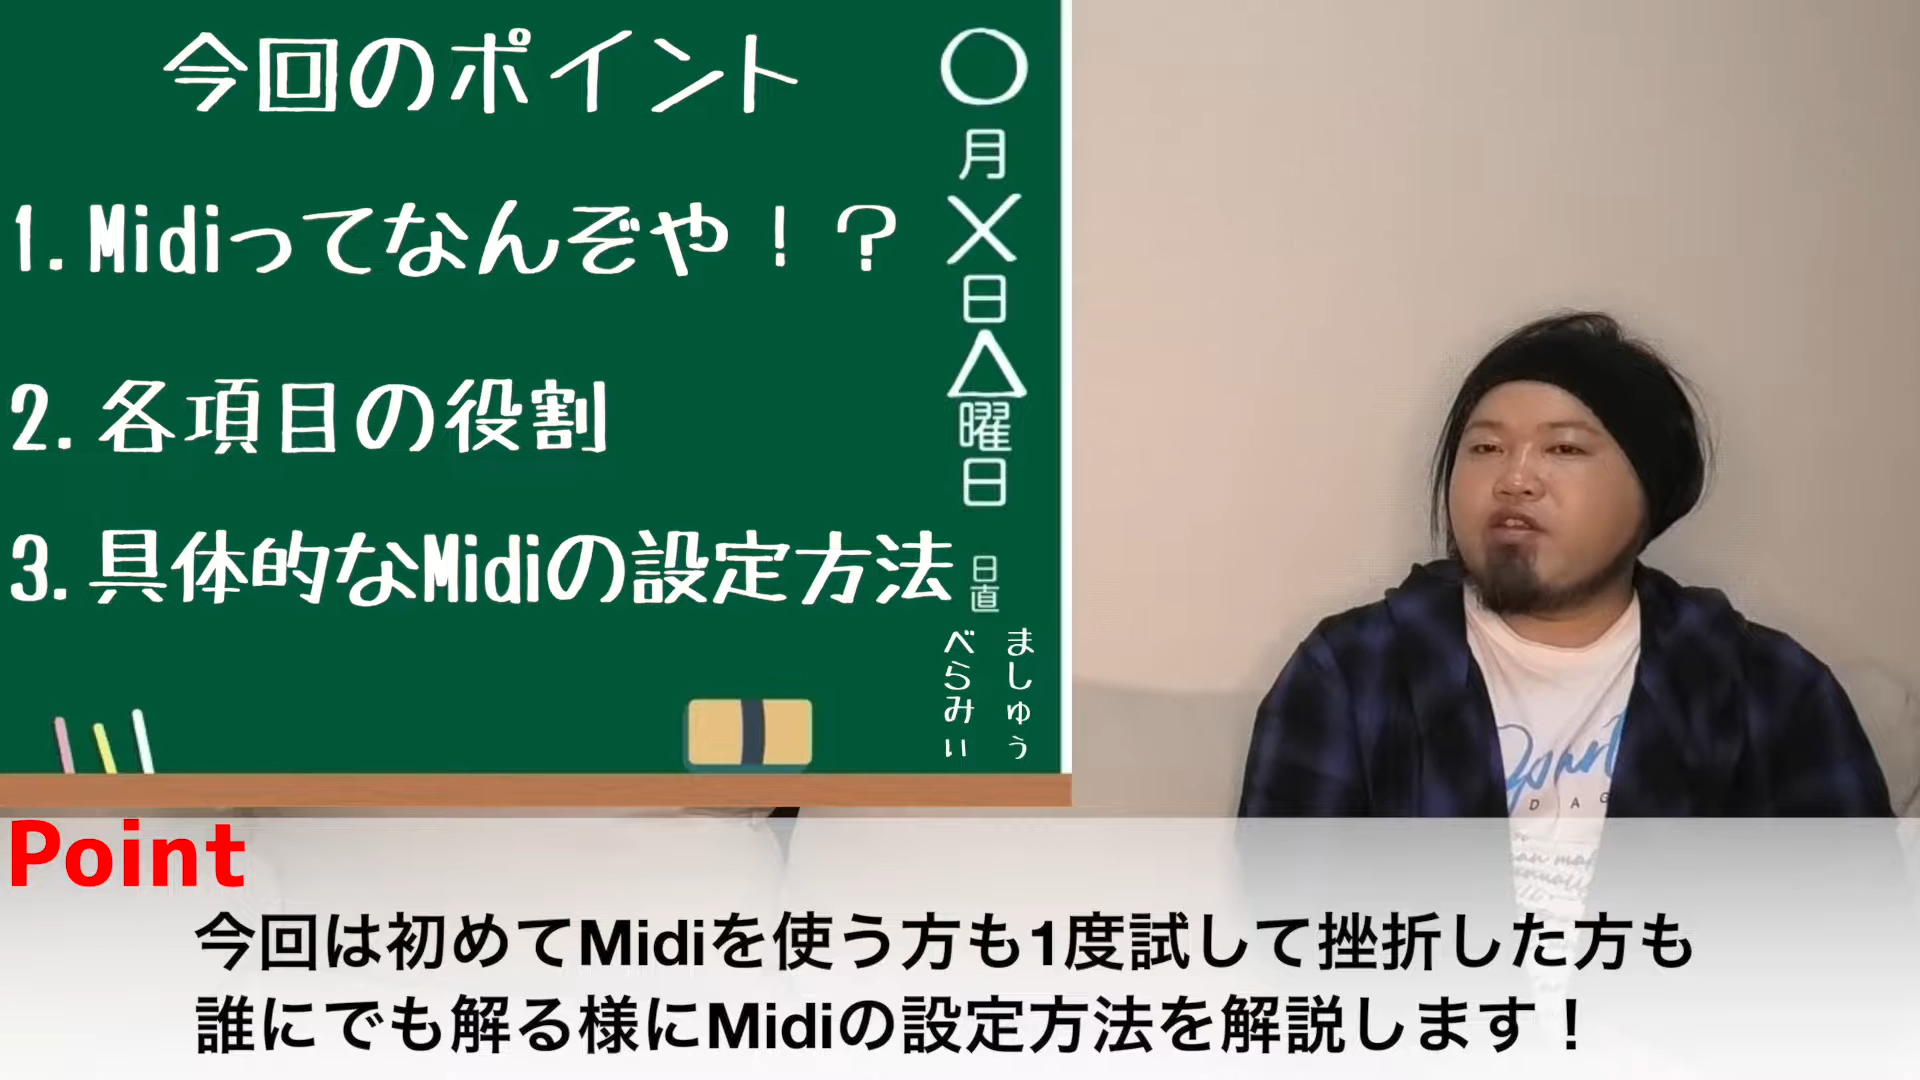 今回のポイント
1.Midiってなんぞや！？
2.各項目の役割
3.具体的なMidiの設定方法
〇月×日△曜日
日直
ましゅう
べらみい
DAG
Point
今回は初めてMidiを使う方も1度試して挫折した方も
誰にでも解る様にMidiの設定方法を解説します！